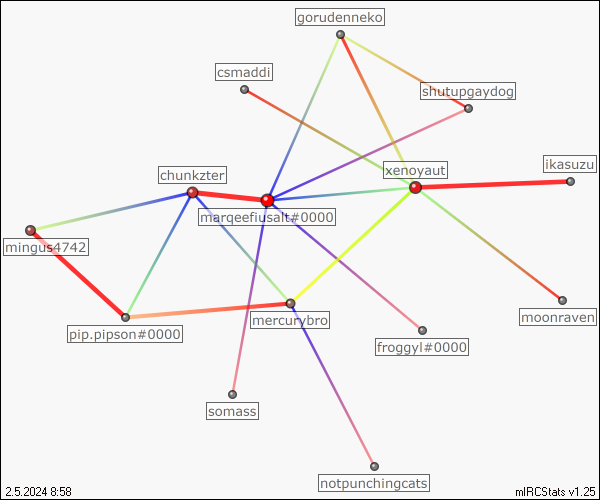 gorudenneko
csmaddi
shutupgaydog
xenoyaut
ikasuzu
chunkzter
marqeefiusalt#0000
mingus4742
mercurybro
moonraven
pip.pipson#0000
froggyl#0000
somass
notpunchingcats
2.5.2024 8:58
mIRCStats v1.25